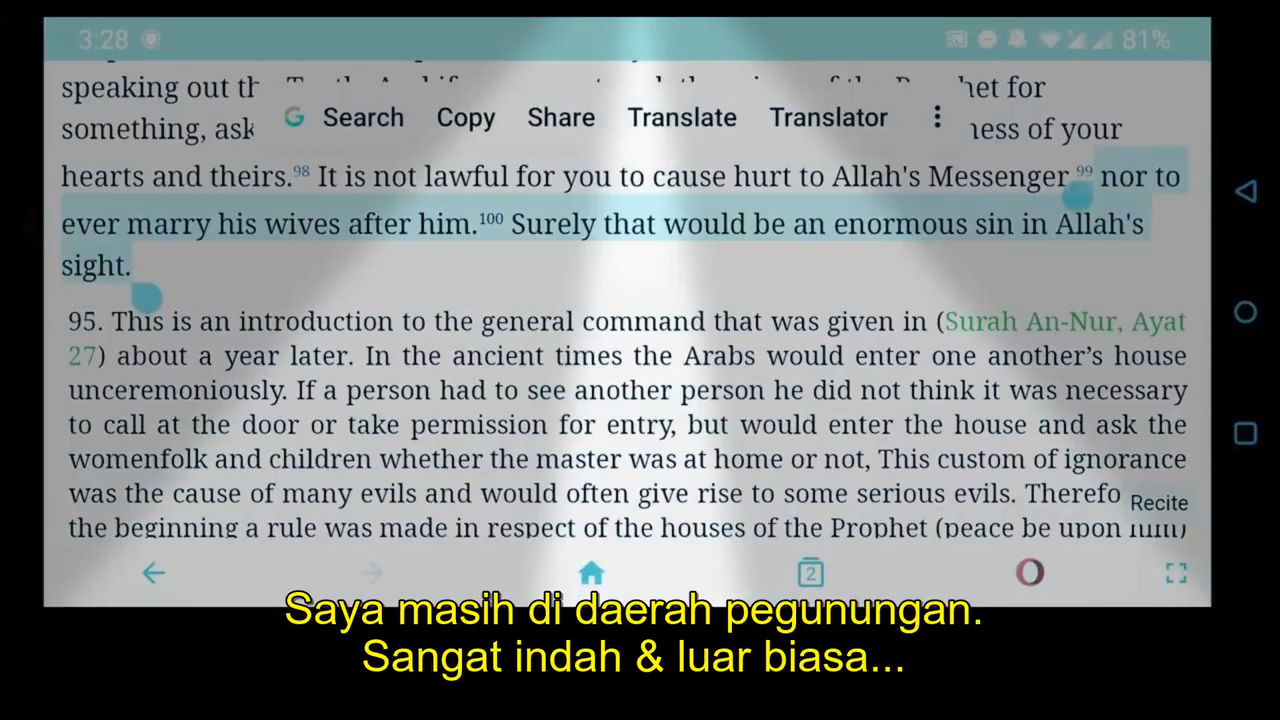 3:28 81%
speaking out
something, ask
Search Copy Share Translate Translator
ness of your
hearts and theirs.98 It is not lawful for you to cause hurt to Allah's Messenger 99 nor to
ever marry his wives after him.100 Surely that would be an enormous sin in Allah's
sight.
95. This is an introduction to the general command that was given in (Surah An-Nur, Ayat
27) about a year later. In the ancient times the Arabs would enter one another’s house
unceremoniously. If a person had to see another person he did not think it was necessary
to call at the door or take permission for entry, but would enter the house and ask the
womenfolk and children whether the master was at home or not, This custom of ignorance
was the cause of many evils and would often give rise to some serious evils. Therefo
Recite
the beginning a rule was made in respect of the houses of the Prophet (peace be upon
2
Saya masih di daerah pegunungan.
Sangat indah & luar biasa...